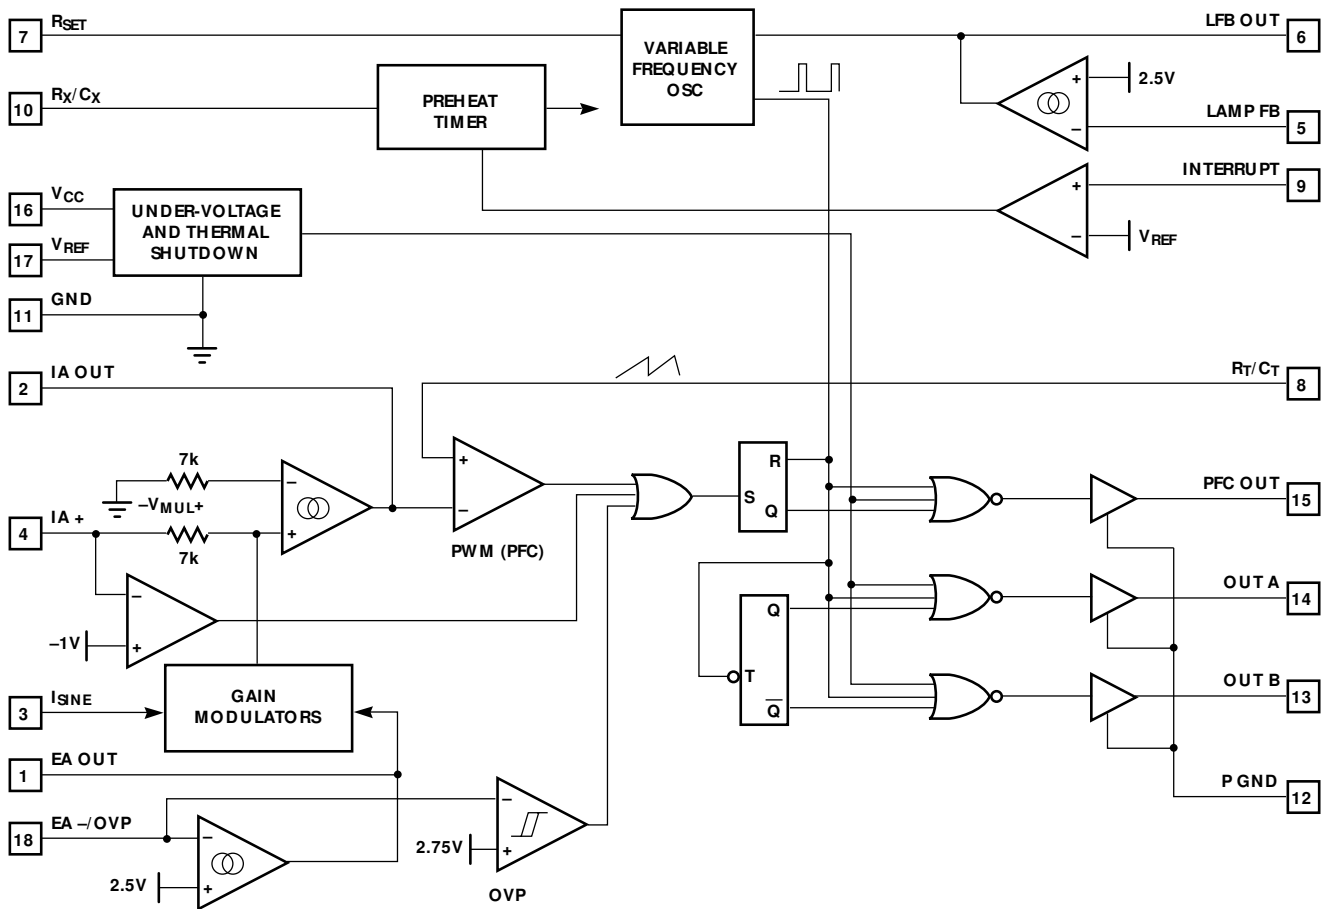 7 RSET
VARIABLE
FREQUENCY
OSC
LFB OUT 6
+ 2.5V
10 RX/CX
PREHEAT
TIMER
LAMP FB 5
–
INTERRUPT 9
+
– VREF
16 VCC
17 VREF
UNDER-VOLTAGE
AND THERMAL
SHUTDOWN
11 GND
2 IA OUT
RT/CT 8
7k
–
–VMUL+
4 IA +
7k
+
+
–
PWM (PFC)
R
S
Q
PFC OUT 15
–
–1V
+
Q
T
Q
OUT A 14
OUT B 13
P GND 12
3 ISINE
GAIN
MODULATORS
1 EA OUT
18 EA –/OVP
–
2.5V
+
–
2.75V
+
OVP